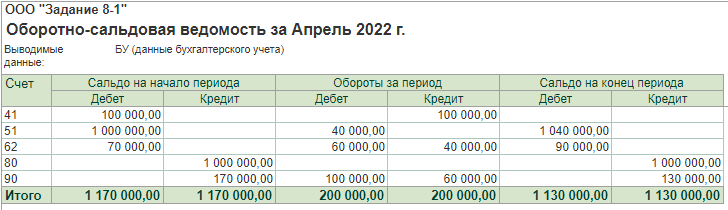 ООО "Задание 8-1"
Оборотно-сальдовая ведомость за Апрель 2022 г.
Выводимые данные: БУ (данные бухгалтерского учета)
Счет Сальдо на начало периода Обороты за период Сальдо на конец периода
Дебет Кредит Дебет Кредит Дебет Кредит
41 100 000,00 100 000,00
51 1 000 000,00 40 000,00 1 040 000,00
62 70 000,00 60 000,00 40 000,00 90 000,00
80 1 000 000,00 1 000 000,00
90 170 000,00 100 000,00 60 000,00 130 000,00
Итого 1 170 000,00 1 170 000,00 200 000,00 200 000,00 1 130 000,00 1 130 000,00